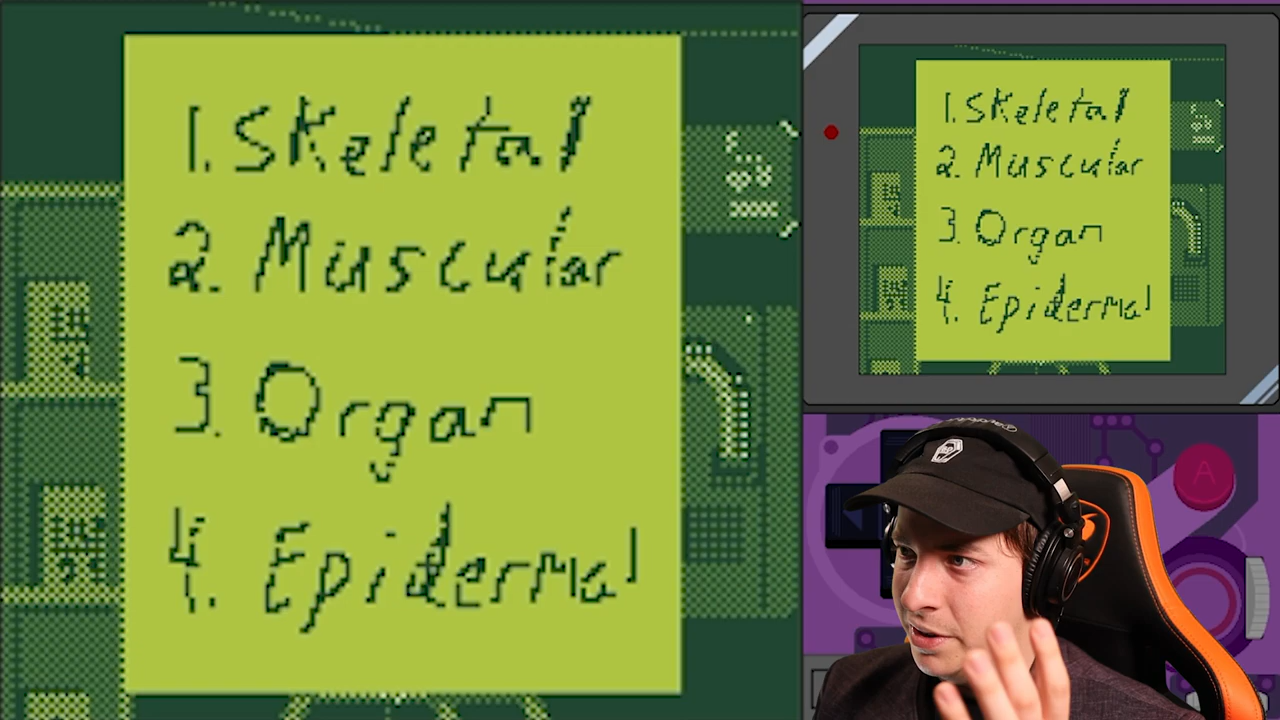 1. Skeletal
2. Muscular
3. Organ
4. Epidermal
1. Skeletal
2. Muscular
3. Organ
4. Epidermal
A